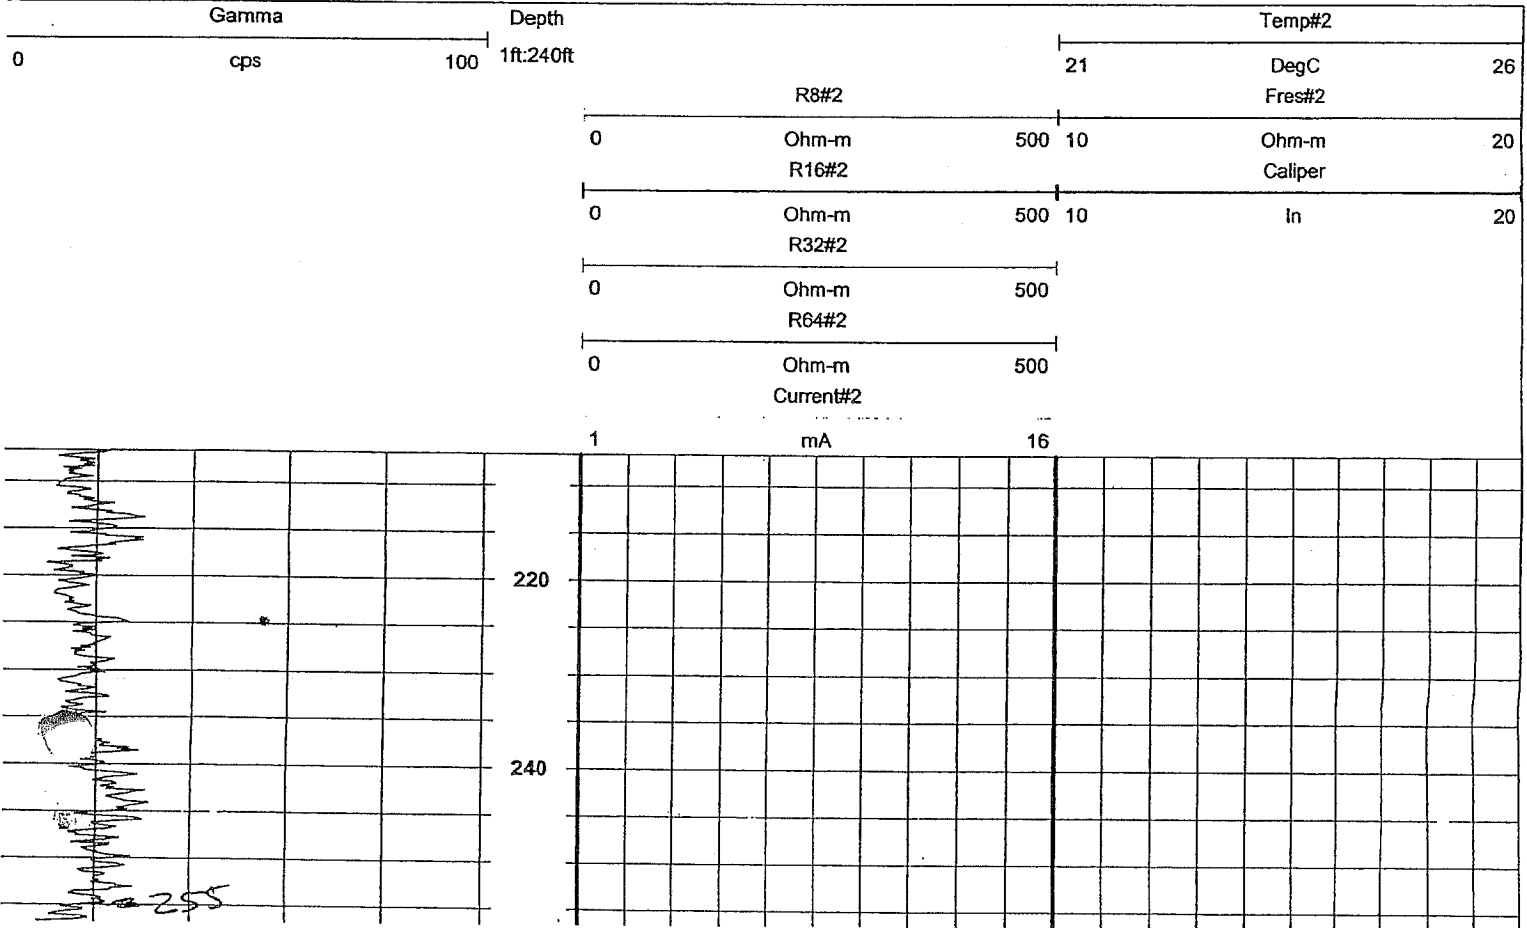 Gamma
0 cps 100
Depth
1ft:240ft
Temp#2
21 DegC 26
R8#2
0 Ohm-m 500
Fres#2
10 Ohm-m 20
R16#2
0 Ohm-m 500
Caliper
10 In 20
R32#2
0 Ohm-m 500
R64#2
0 Ohm-m 500
Current#2
1 mA 16
220
240
255